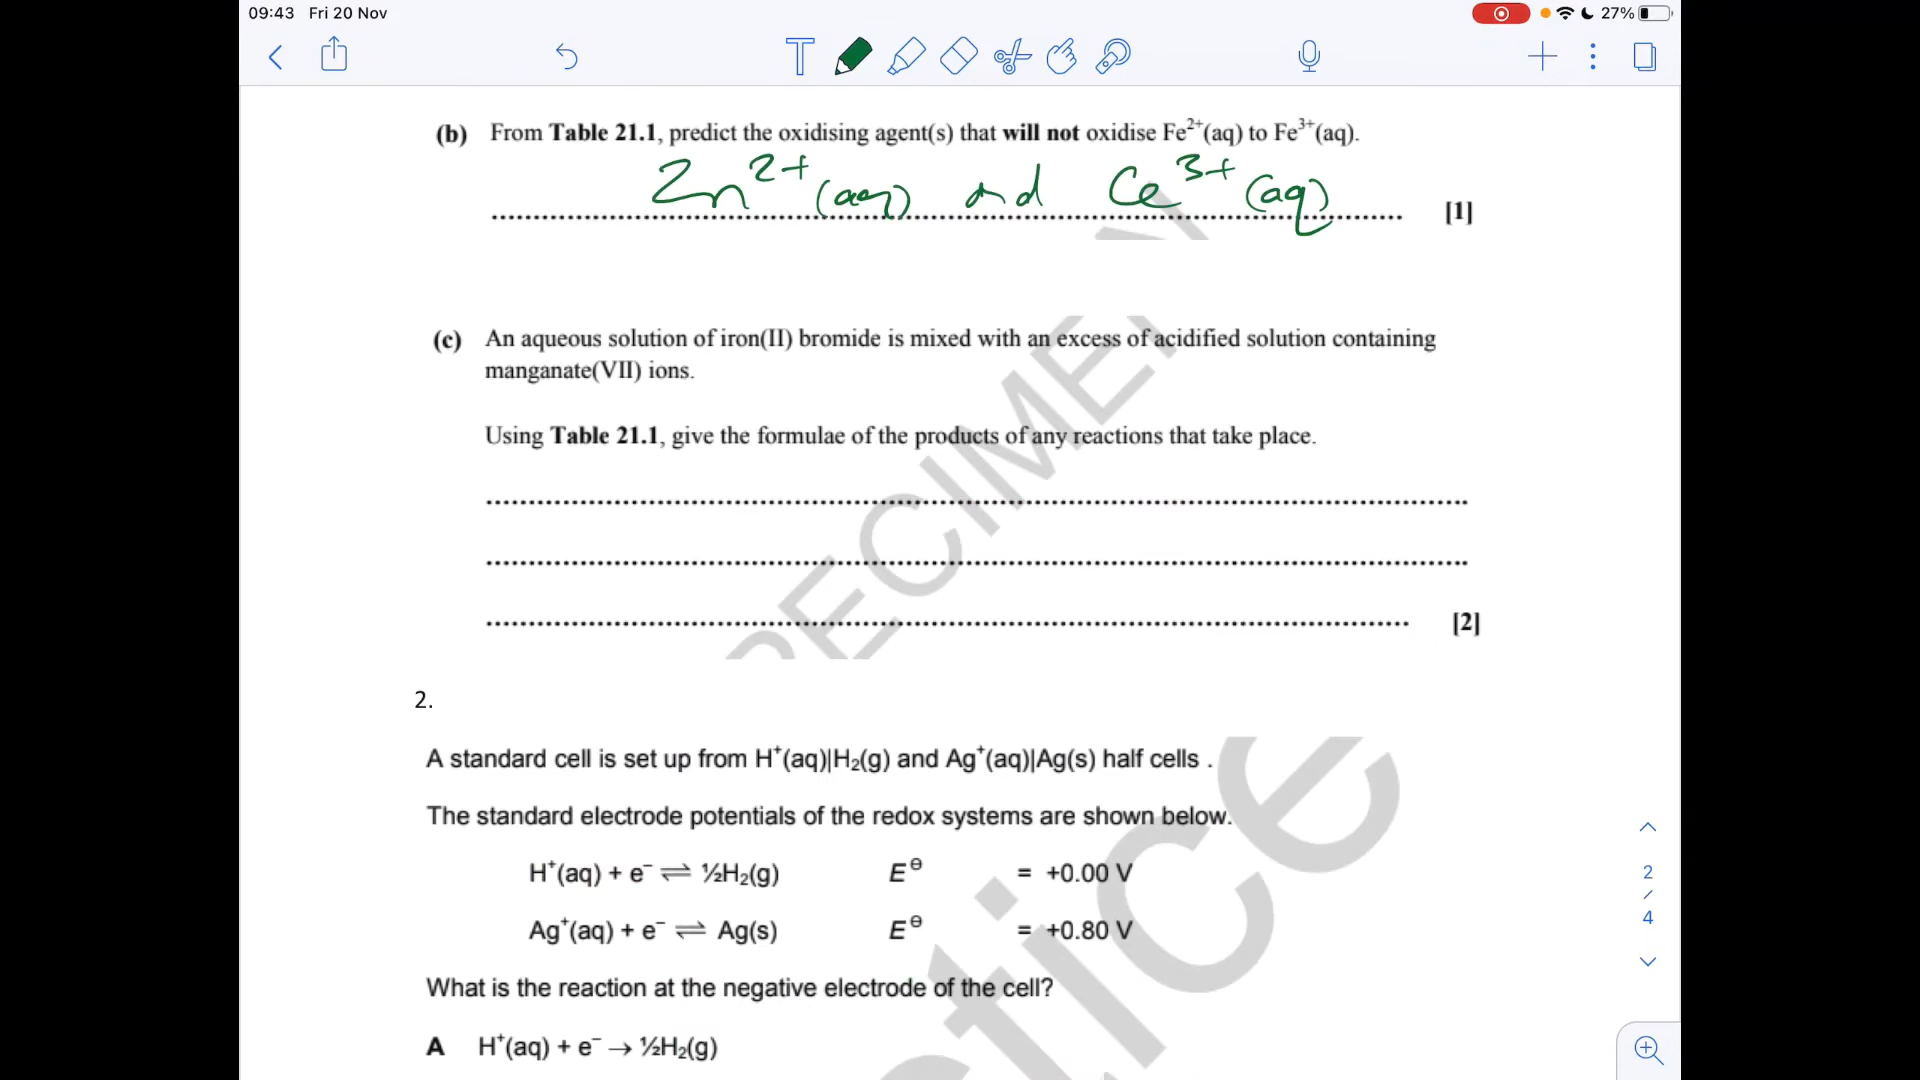 09:43 Fri 20 Nov
27%
(b) From Table 21.1, predict the oxidising agent(s) that will not oxidise Fe²⁺(aq) to Fe³⁺(aq).
Zn²⁺(aq) and Ce³⁺(aq)
[1]
(c) An aqueous solution of iron(II) bromide is mixed with an excess of acidified solution containing
manganate(VII) ions.
Using Table 21.1, give the formulae of the products of any reactions that take place.
[2]
2.
A standard cell is set up from H⁺(aq)|H₂(g) and Ag⁺(aq)|Ag(s) half cells .
The standard electrode potentials of the redox systems are shown below.
H⁺(aq) + e⁻ ⇌ ½H₂(g) E⊖ = +0.00 V
Ag⁺(aq) + e⁻ ⇌ Ag(s) E⊖ = +0.80 V
What is the reaction at the negative electrode of the cell?
A H⁺(aq) + e⁻ → ½H₂(g)
2
/
4